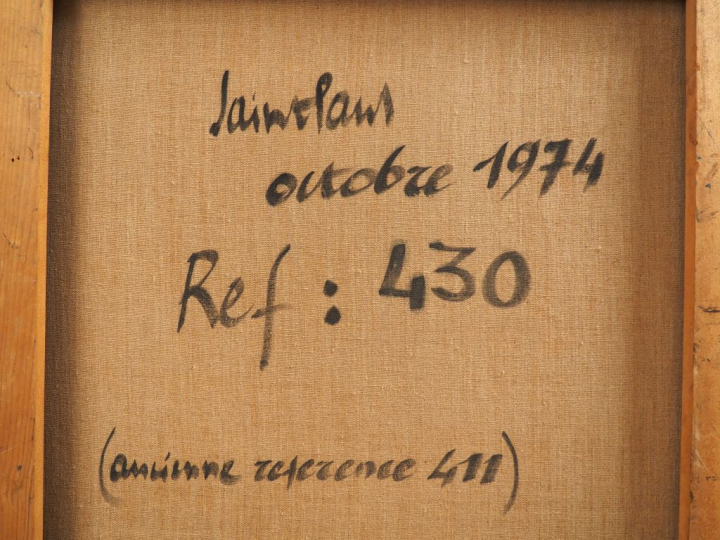 Saint Paul
octobre 1974
Ref : 430
(ancienne reference 411)